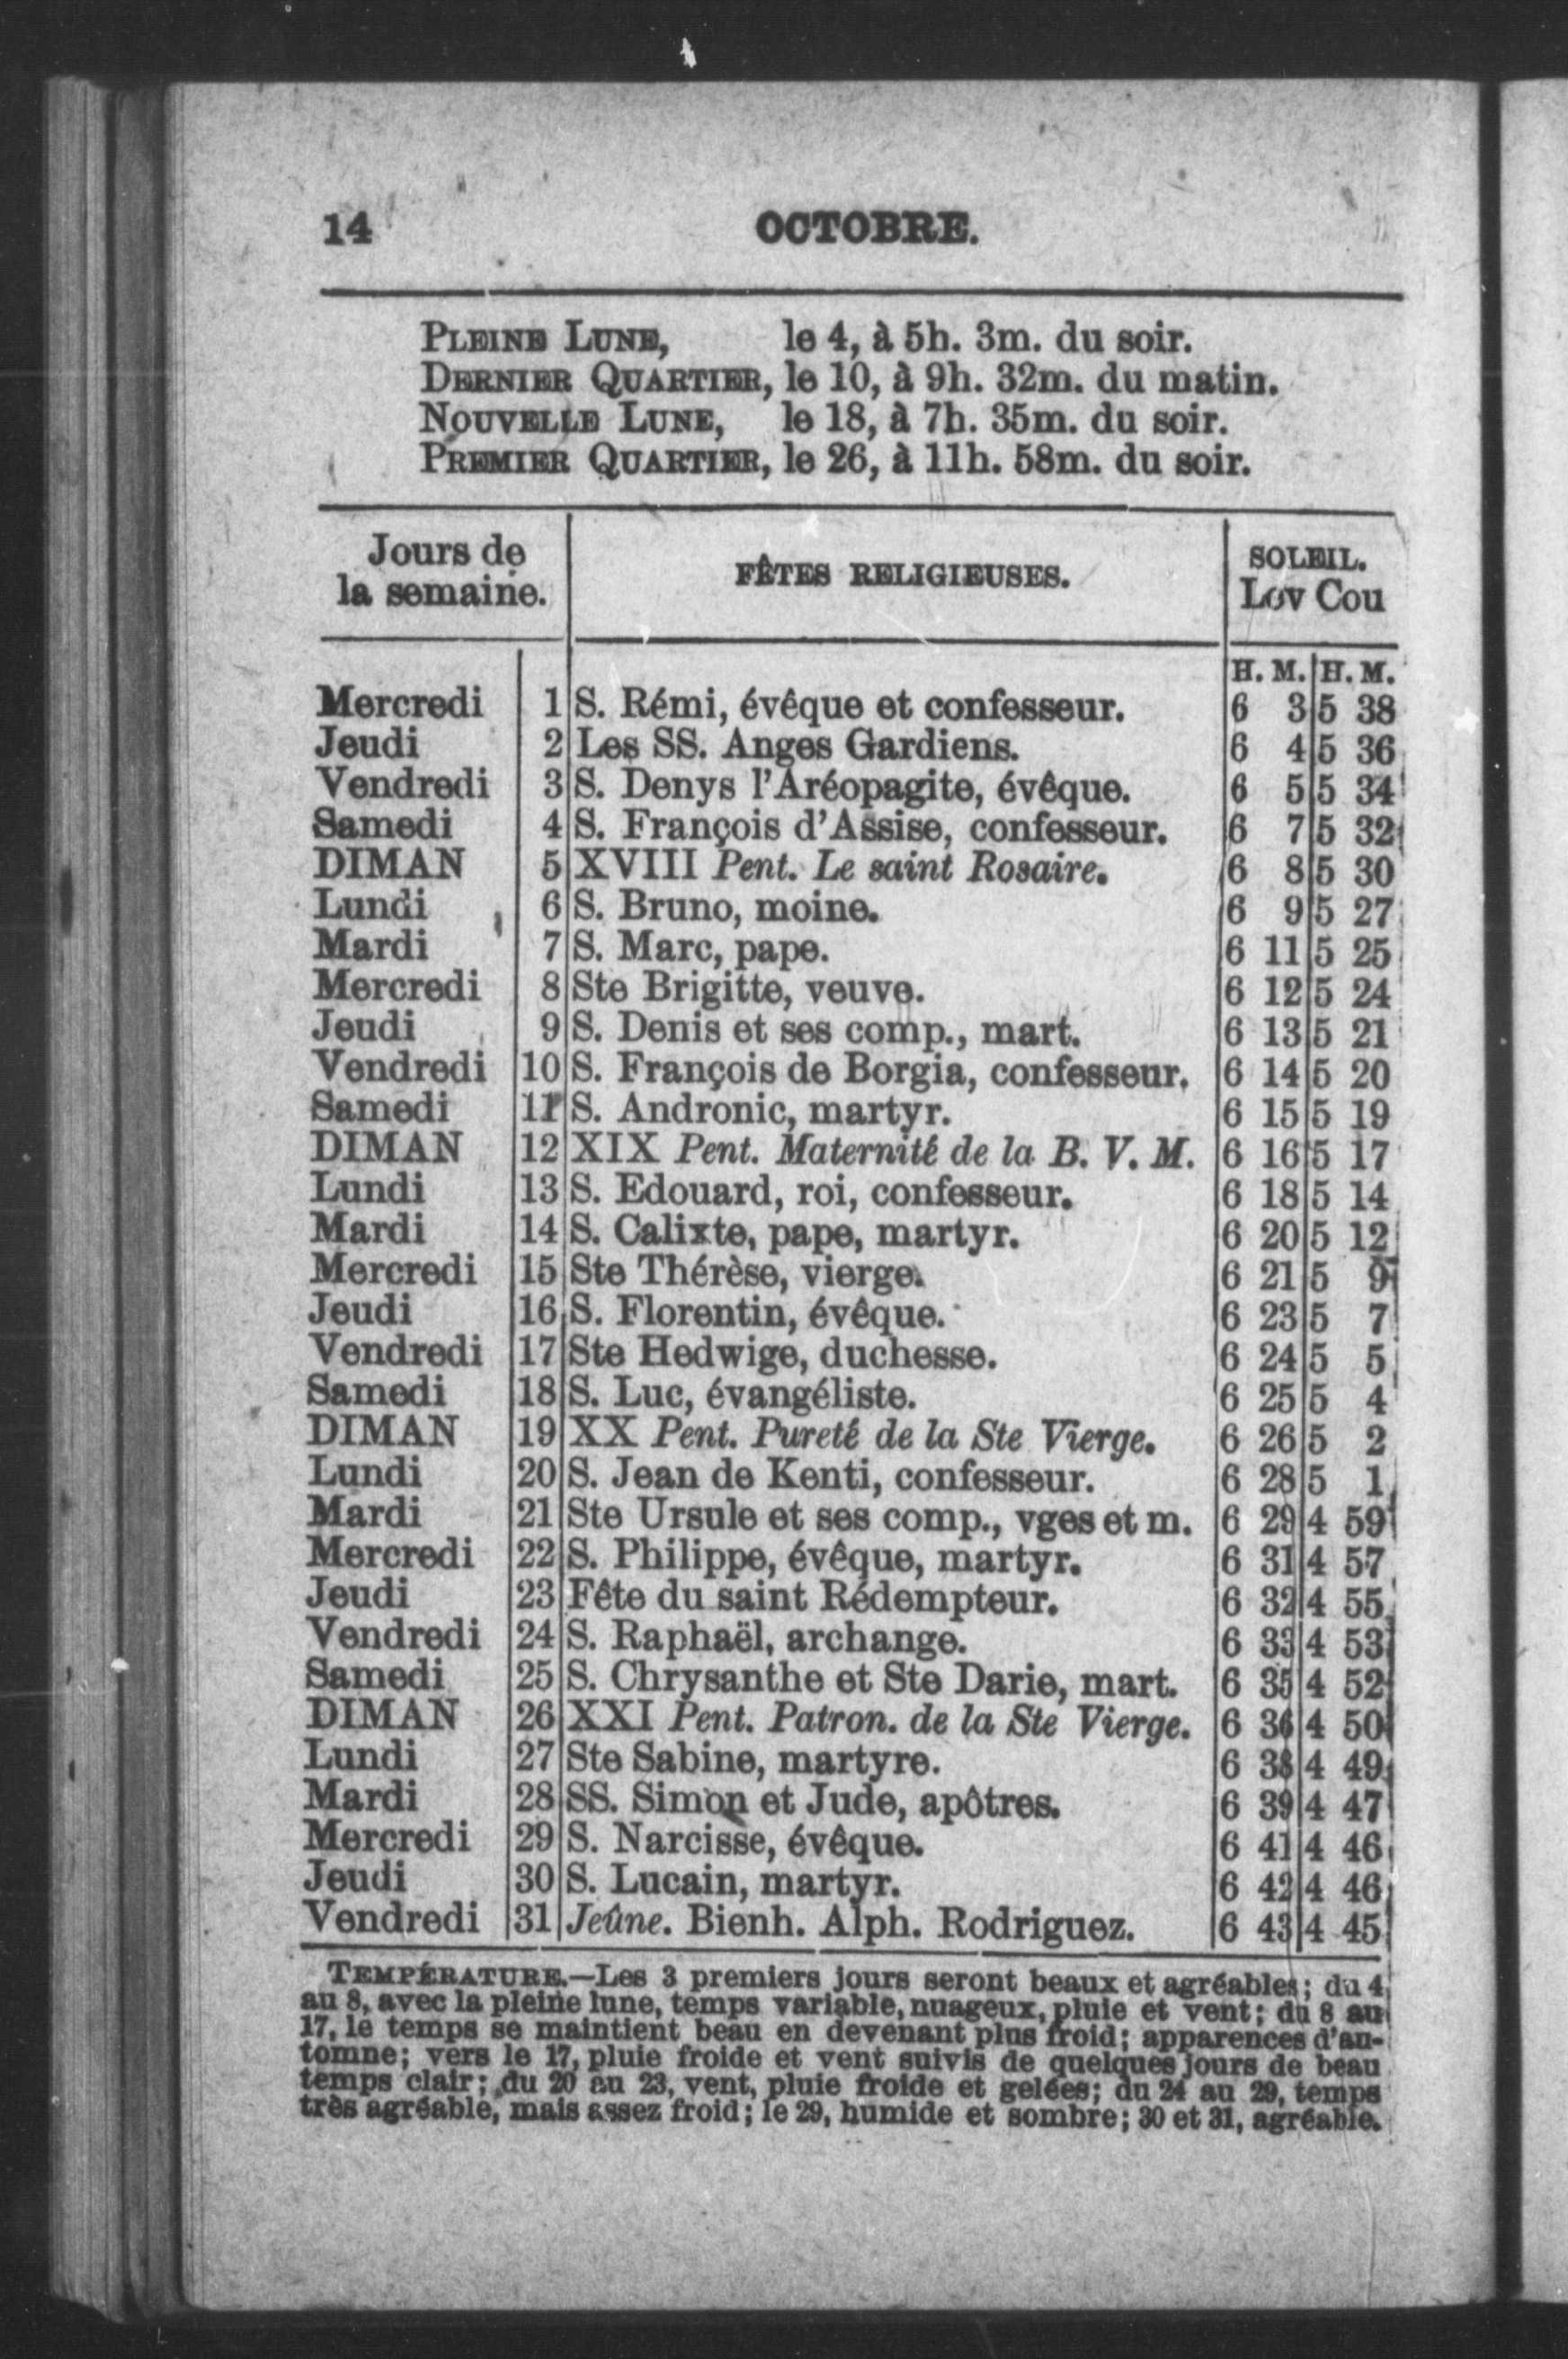 14 OCTOBRE.
PLEINE LUNE, le 4, à 5h. 3m. du soir.
DERNIER QUARTIER, le 10, à 9h. 32m. du matin.
NOUVELLE LUNE, le 18, à 7h. 35m. du soir.
PREMIER QUARTIER, le 26, à 11h. 58m. du soir.
Jours de la semaine. FÊTES RELIGIEUSES. SOLEIL.
Lev Cou
H. M. H. M.
Mercredi 1 S. Rémi, évêque et confesseur. 6 3 5 38
Jeudi 2 Les SS. Anges Gardiens. 6 4 5 36
Vendredi 3 S. Denys l'Aréopagite, évêque. 6 5 5 34
Samedi 4 S. François d'Assise, confesseur. 6 7 5 32
DIMAN 5 XVIII Pent. Le saint Rosaire. 6 8 5 30
Lundi 6 S. Bruno, moine. 6 9 5 27
Mardi 7 S. Marc, pape. 6 11 5 25
Mercredi 8 Ste Brigitte, veuve. 6 12 5 24
Jeudi 9 S. Denis et ses comp., mart. 6 13 5 21
Vendredi 10 S. François de Borgia, confesseur. 6 14 5 20
Samedi 11 S. Andronic, martyr. 6 15 5 19
DIMAN 12 XIX Pent. Maternité de la B. V. M. 6 16 5 17
Lundi 13 S. Edouard, roi, confesseur. 6 18 5 14
Mardi 14 S. Calixte, pape, martyr. 6 20 5 12
Mercredi 15 Ste Thérèse, vierge. 6 21 5 9
Jeudi 16 S. Florentin, évêque. 6 23 5 7
Vendredi 17 Ste Hedwige, duchesse. 6 24 5 5
Samedi 18 S. Luc, évangéliste. 6 25 5 4
DIMAN 19 XX Pent. Pureté de la Ste Vierge. 6 26 5 2
Lundi 20 S. Jean de Kenti, confesseur. 6 28 5 1
Mardi 21 Ste Ursule et ses comp., vges et m. 6 29 4 59
Mercredi 22 S. Philippe, évêque, martyr. 6 31 4 57
Jeudi 23 Fête du saint Rédempteur. 6 32 4 55
Vendredi 24 S. Raphaël, archange. 6 33 4 53
Samedi 25 S. Chrysanthe et Ste Darie, mart. 6 35 4 52
DIMAN 26 XXI Pent. Patron. de la Ste Vierge. 6 36 4 50
Lundi 27 Ste Sabine, martyre. 6 38 4 49
Mardi 28 SS. Simon et Jude, apôtres. 6 39 4 47
Mercredi 29 S. Narcisse, évêque. 6 41 4 46
Jeudi 30 S. Lucain, martyr. 6 42 4 46
Vendredi 31 Jeûne. Bienh. Alph. Rodriguez. 6 43 4 45
TEMPÉRATURE.—Les 3 premiers jours seront beaux et agréables; du 4
au 8, avec la pleine lune, temps variable, nuageux, pluie et vent; du 8 au
17, le temps se maintient beau en devenant plus froid; apparences d'au-
tomne; vers le 17, pluie froide et vent suivis de quelques jours de beau
temps clair; du 20 au 23, vent, pluie froide et gelées; du 24 au 29, temps
très agréable, mais assez froid; le 29, humide et sombre; 30 et 31, agréable.